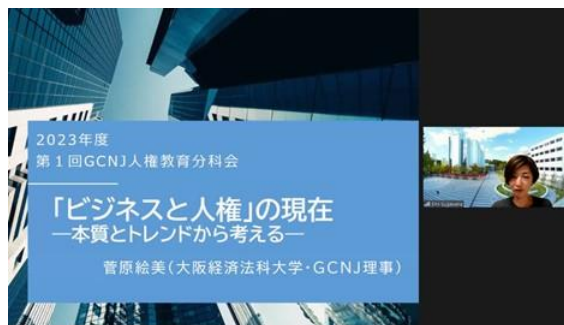 2023年度
第1回GCNJ人権教育分科会
「ビジネスと人権」の現在
―本質とトレンドから考える―
菅原絵美(大阪経済法科大学・GCNJ理事)